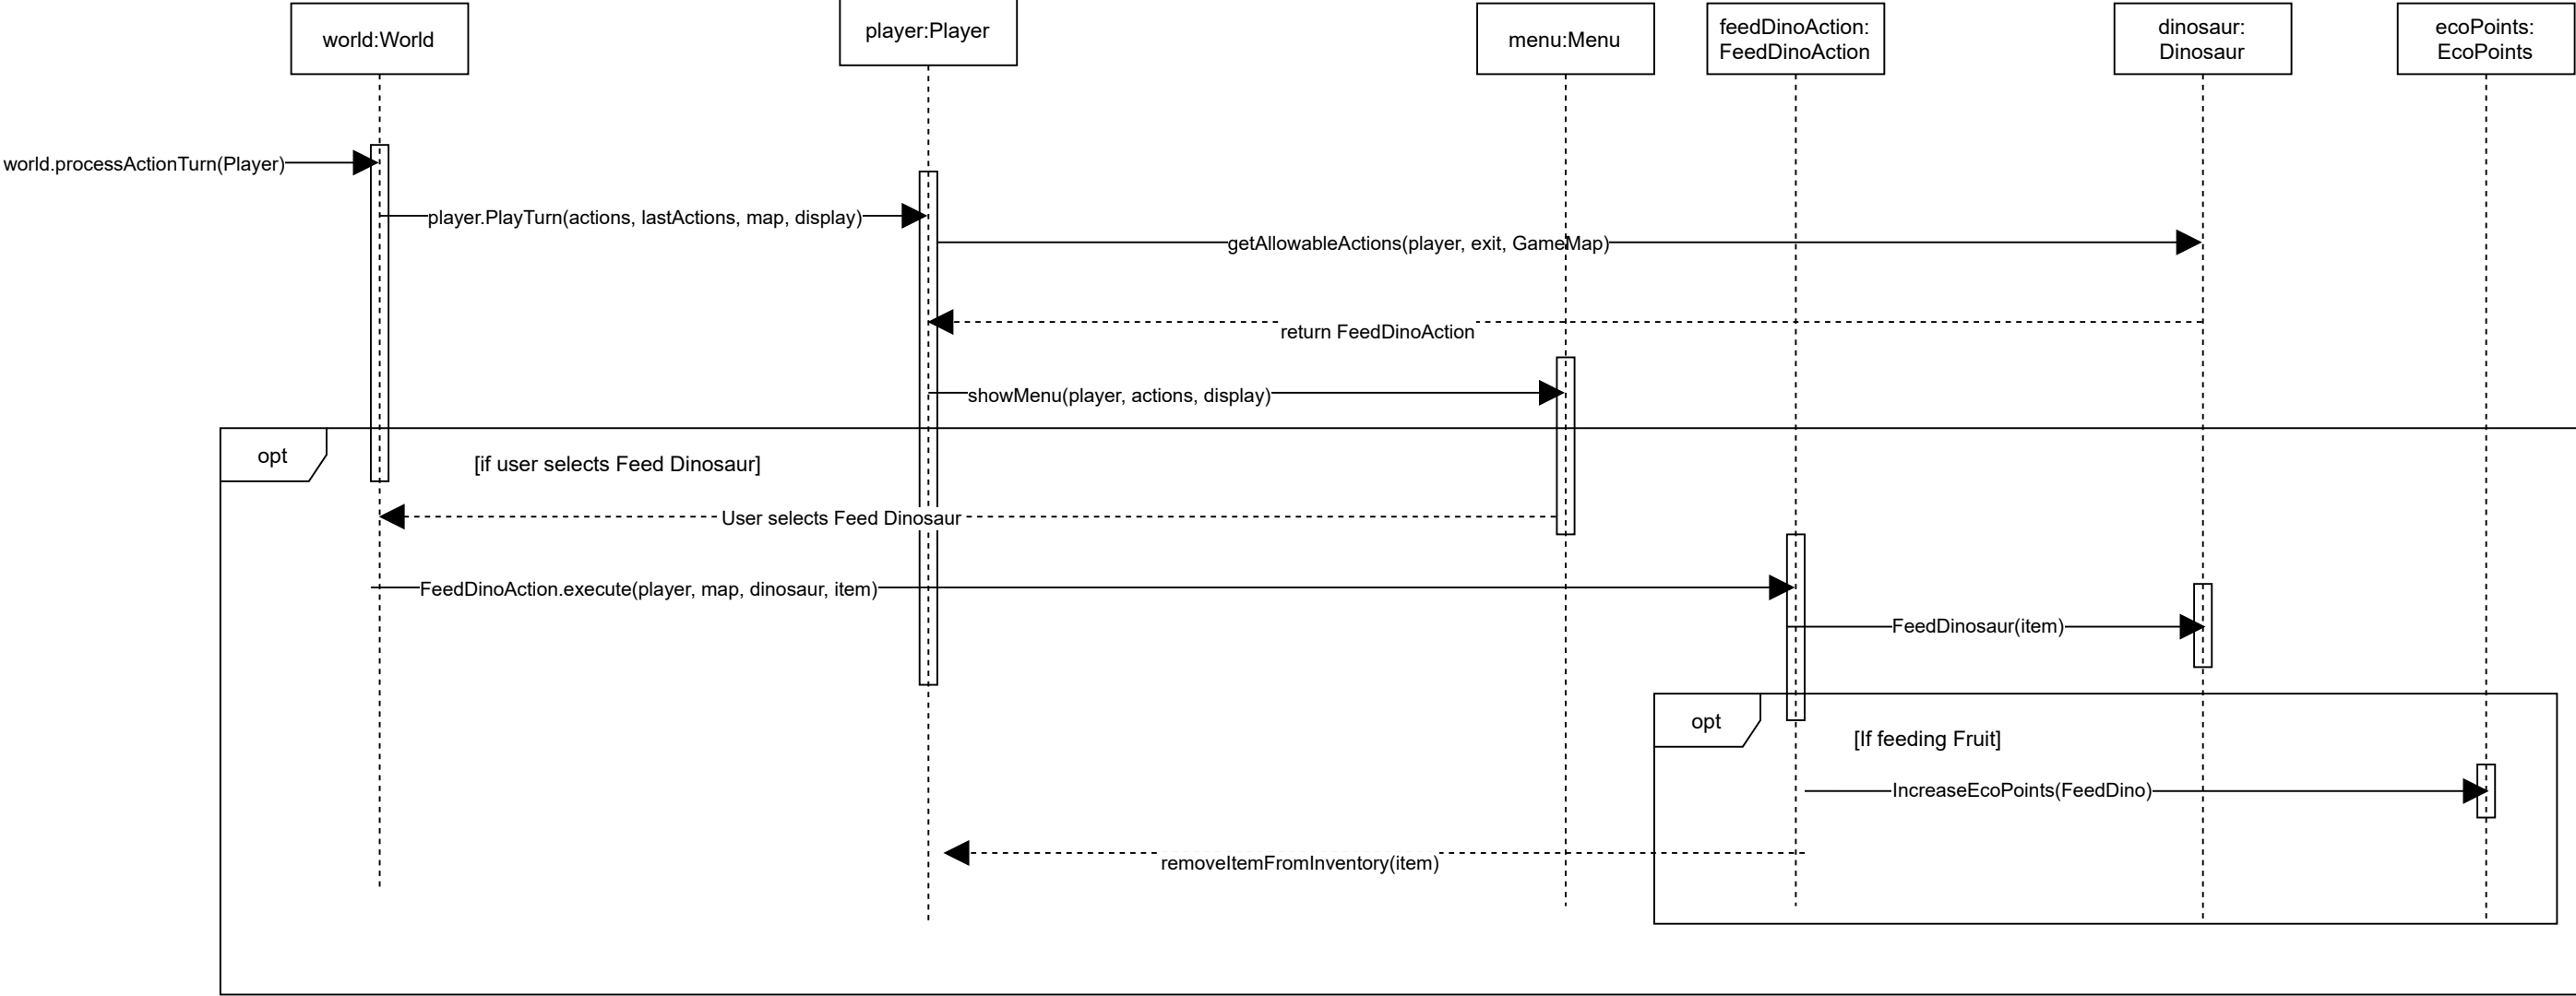 world:World
player:Player
menu:Menu
feedDinoAction:
FeedDinoAction
dinosaur:
Dinosaur
ecoPoints:
EcoPoints
world.processActionTurn(Player)
player.PlayTurn(actions, lastActions, map, display)
getAllowableActions(player, exit, GameMap)
return FeedDinoAction
showMenu(player, actions, display)
opt
[if user selects Feed Dinosaur]
User selects Feed Dinosaur
FeedDinoAction.execute(player, map, dinosaur, item)
FeedDinosaur(item)
opt
[If feeding Fruit]
IncreaseEcoPoints(FeedDino)
removeItemFromInventory(item)